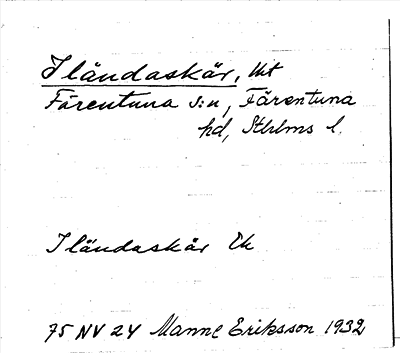 Iländaskär, Ut
Färentuna s:n, Färentuna
hd, Sthlms l.
Iländaskär Ek
75 NV 24 Manne Eriksson 1932